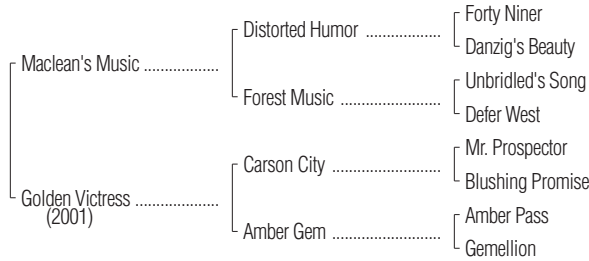 Forty Niner
Distorted Humor ..................
Danzig's Beauty
Maclean's Music ..................
Unbridled's Song
Forest Music ........................
Defer West
Mr. Prospector
Carson City ..........................
Blushing Promise
Golden Victress ....................
(2001)
Amber Pass
Amber Gem ..........................
Gemellion